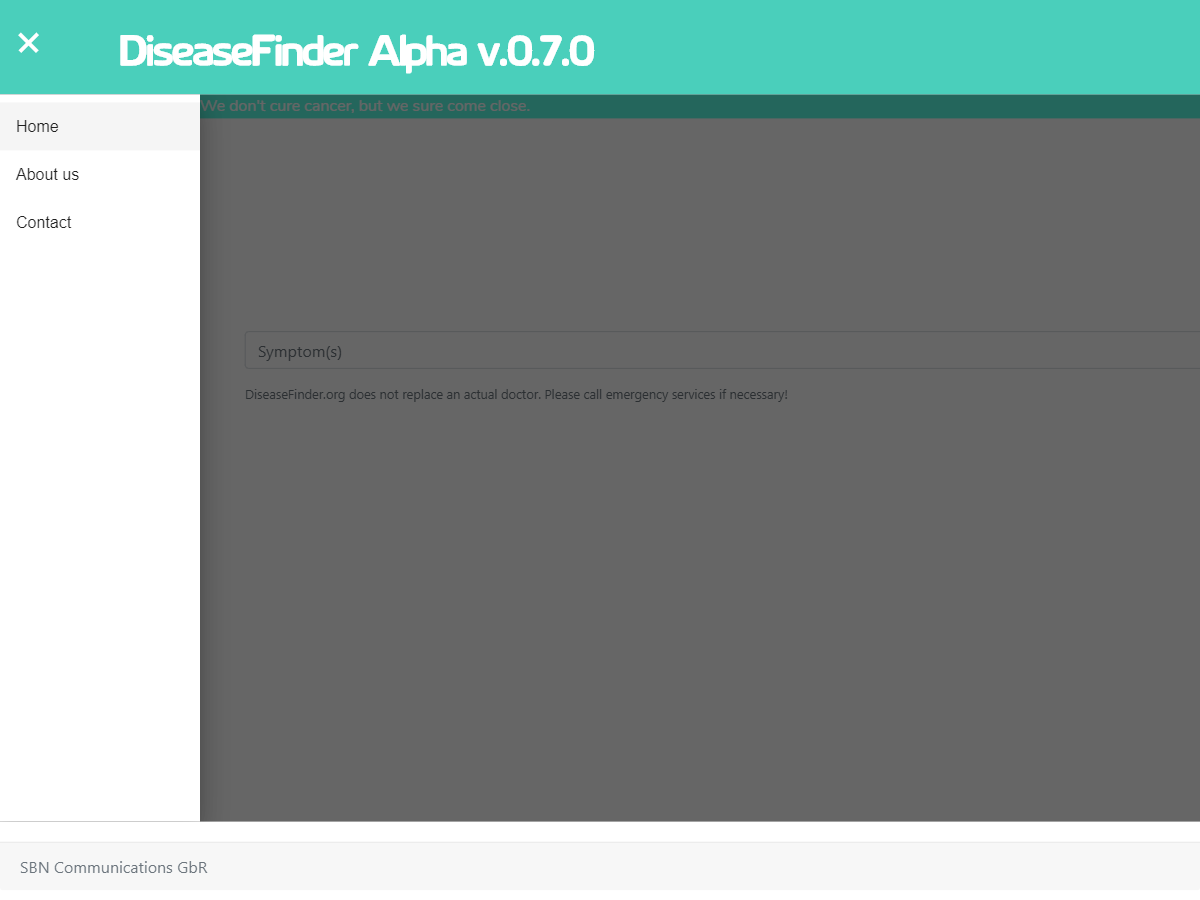 DiseaseFinder Alpha v.0.7.0
We don't cure cancer, but we sure come close.
Home
About us
Contact
Symptom(s)
DiseaseFinder.org does not replace an actual doctor. Please call emergency services if necessary!
SBN Communications GbR